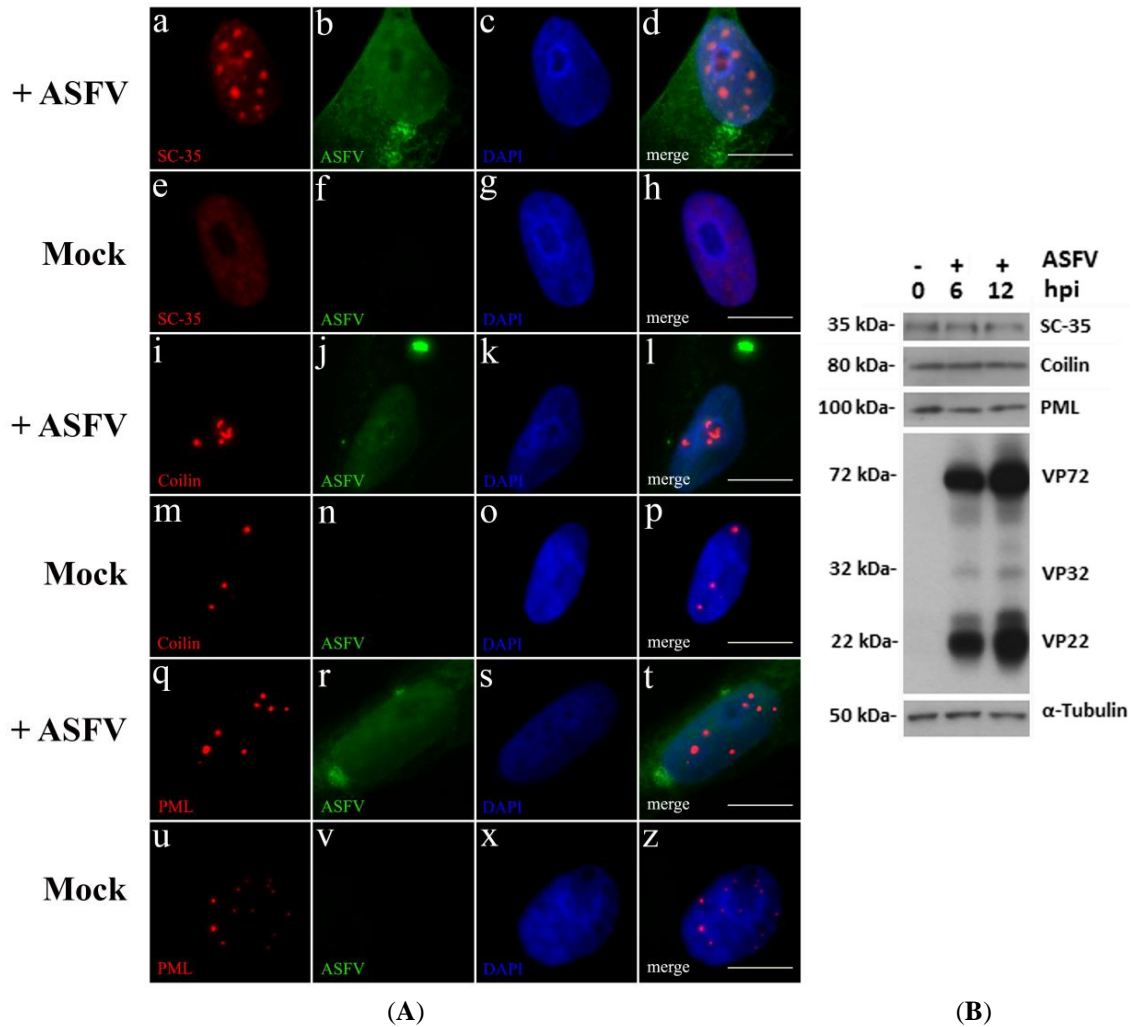 a b c d
+ ASFV
SC-35 ASFV DAPI merge
e f g h
Mock
SC-35 ASFV DAPI merge
i j k l
+ ASFV
Coilin ASFV DAPI merge
m n o p
Mock
Coilin ASFV DAPI merge
q r s t
+ ASFV
PML ASFV DAPI merge
u v x z
Mock
PML ASFV DAPI merge
(A)
- + + ASFV
0 6 12 hpi
35 kDa- SC-35
80 kDa- Coilin
100 kDa- PML
72 kDa- VP72
32 kDa- VP32
22 kDa- VP22
50 kDa- α-Tubulin
(B)